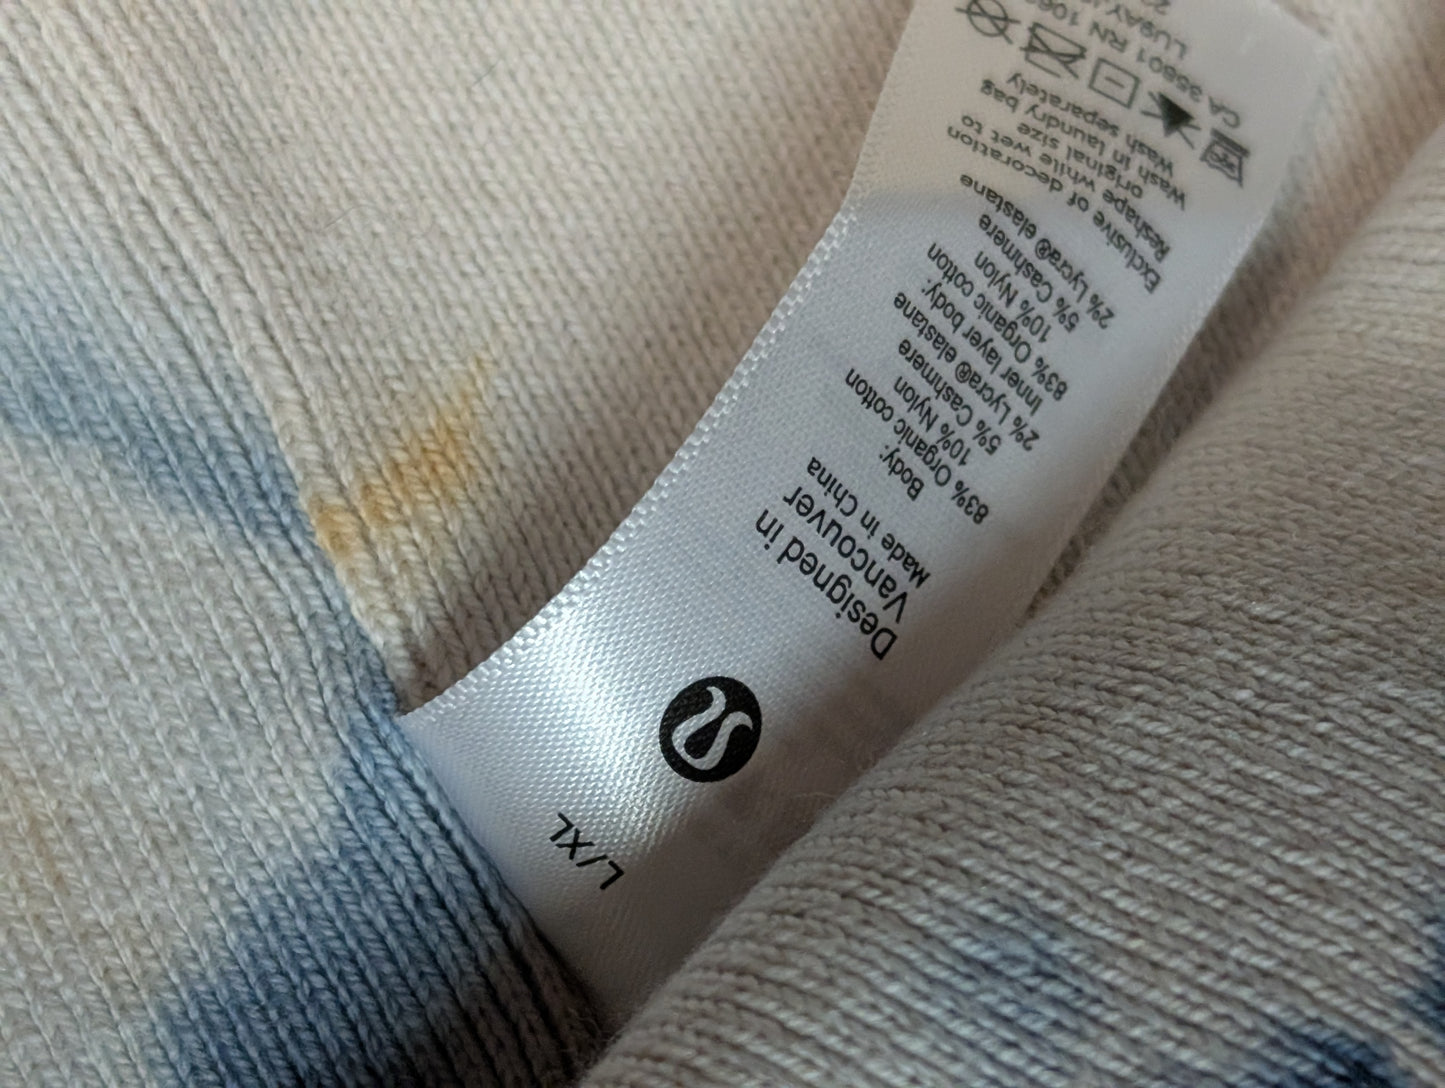 L/XL
Designed in
Vancouver
Made in China
Body:
83% Organic cotton
10% Nylon
5% Cashmere
2% Lycra® elastane
Inner layer body:
83% Organic cotton
10% Nylon
5% Cashmere
2% Lycra® elastane
Exclusive of decoration
Reshape while wet to
original size
Wash in laundry bag
Wash separately
CA 35801 RN